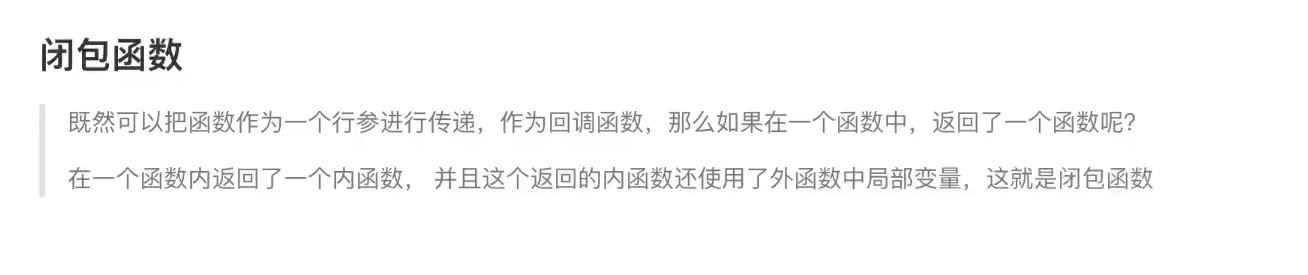 闭包函数
既然可以把函数作为一个行参进行传递，作为回调函数，那么如果在一个函数中，返回了一个函数呢？
在一个函数内返回了一个内函数， 并且这个返回的内函数还使用了外函数中局部变量，这就是闭包函数